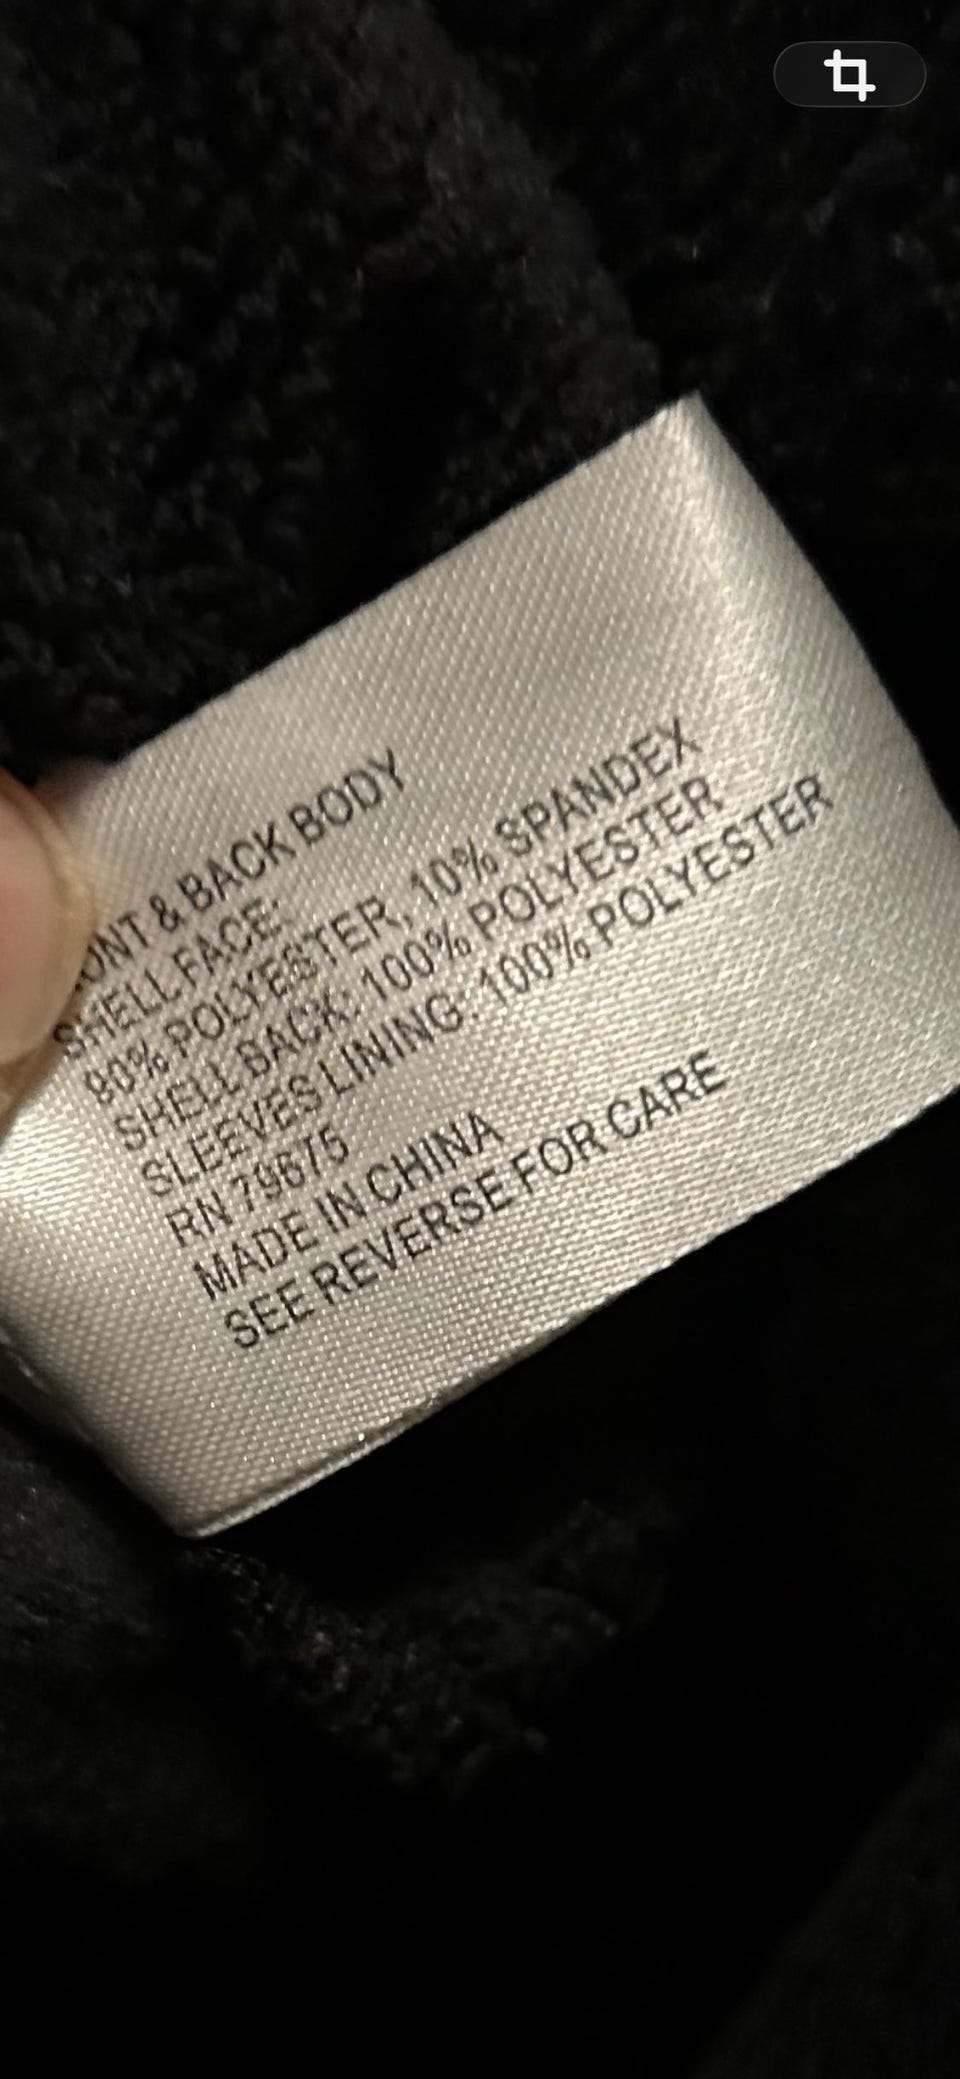 & BACK BODY
SHELL FACE:
90% POLYESTER, 10% SPANDEX
SHELL BACK: 100% POLYESTER
SLEEVES LINING: 100% POLYESTER
RN 79675
MADE IN CHINA
SEE REVERSE FOR CARE